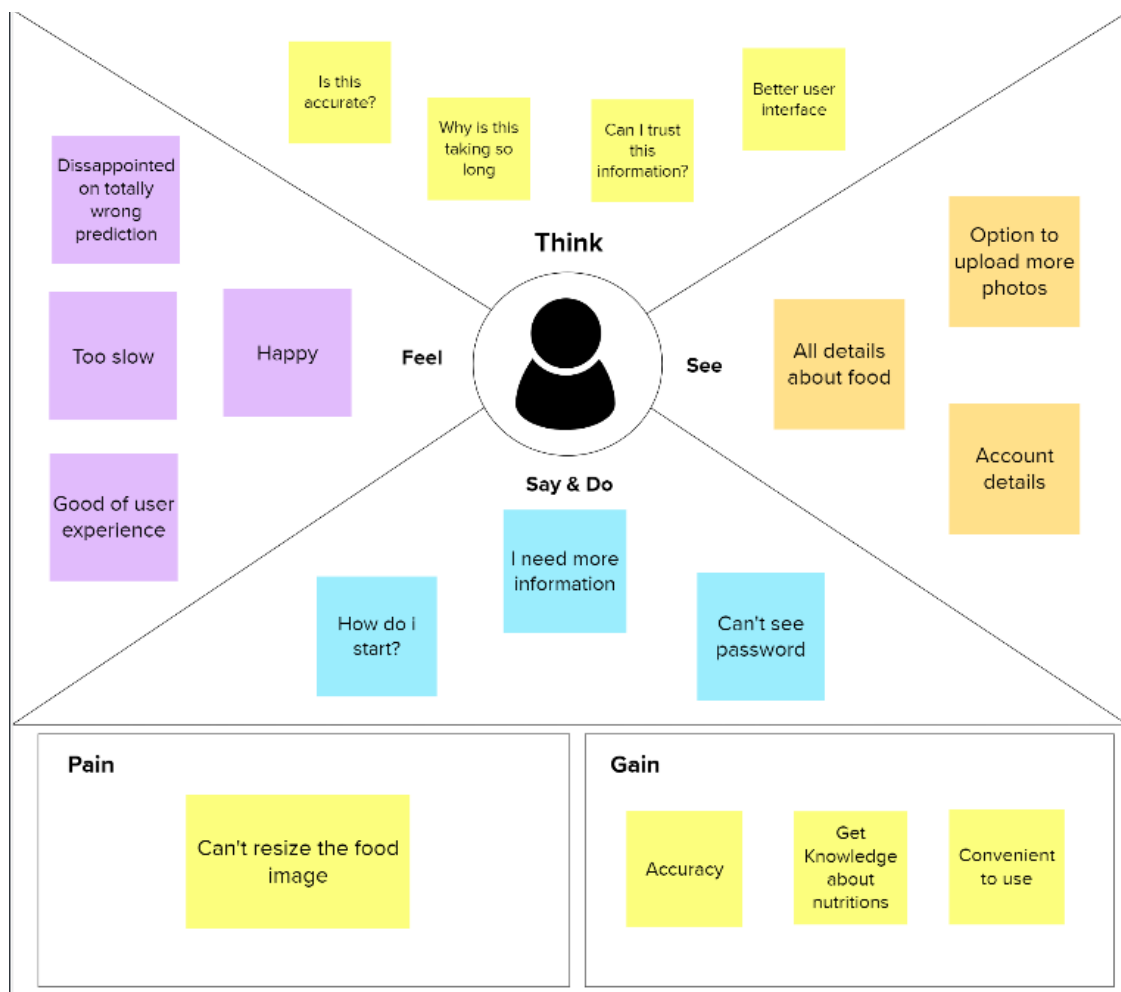 Is this
accurate?
Why is this
taking so
long
Can I trust
this
information?
Better user
interface
Think
Dissappointed
on totally
wrong
prediction
Too slow
Happy
Good of user
experience
Feel
See
Option to
upload more
photos
All details
about food
Account
details
Say & Do
I need more
information
How do i
start?
Can't see
password
Pain
Can't resize the food
image
Gain
Accuracy
Get
Knowledge
about
nutritions
Convenient
to use